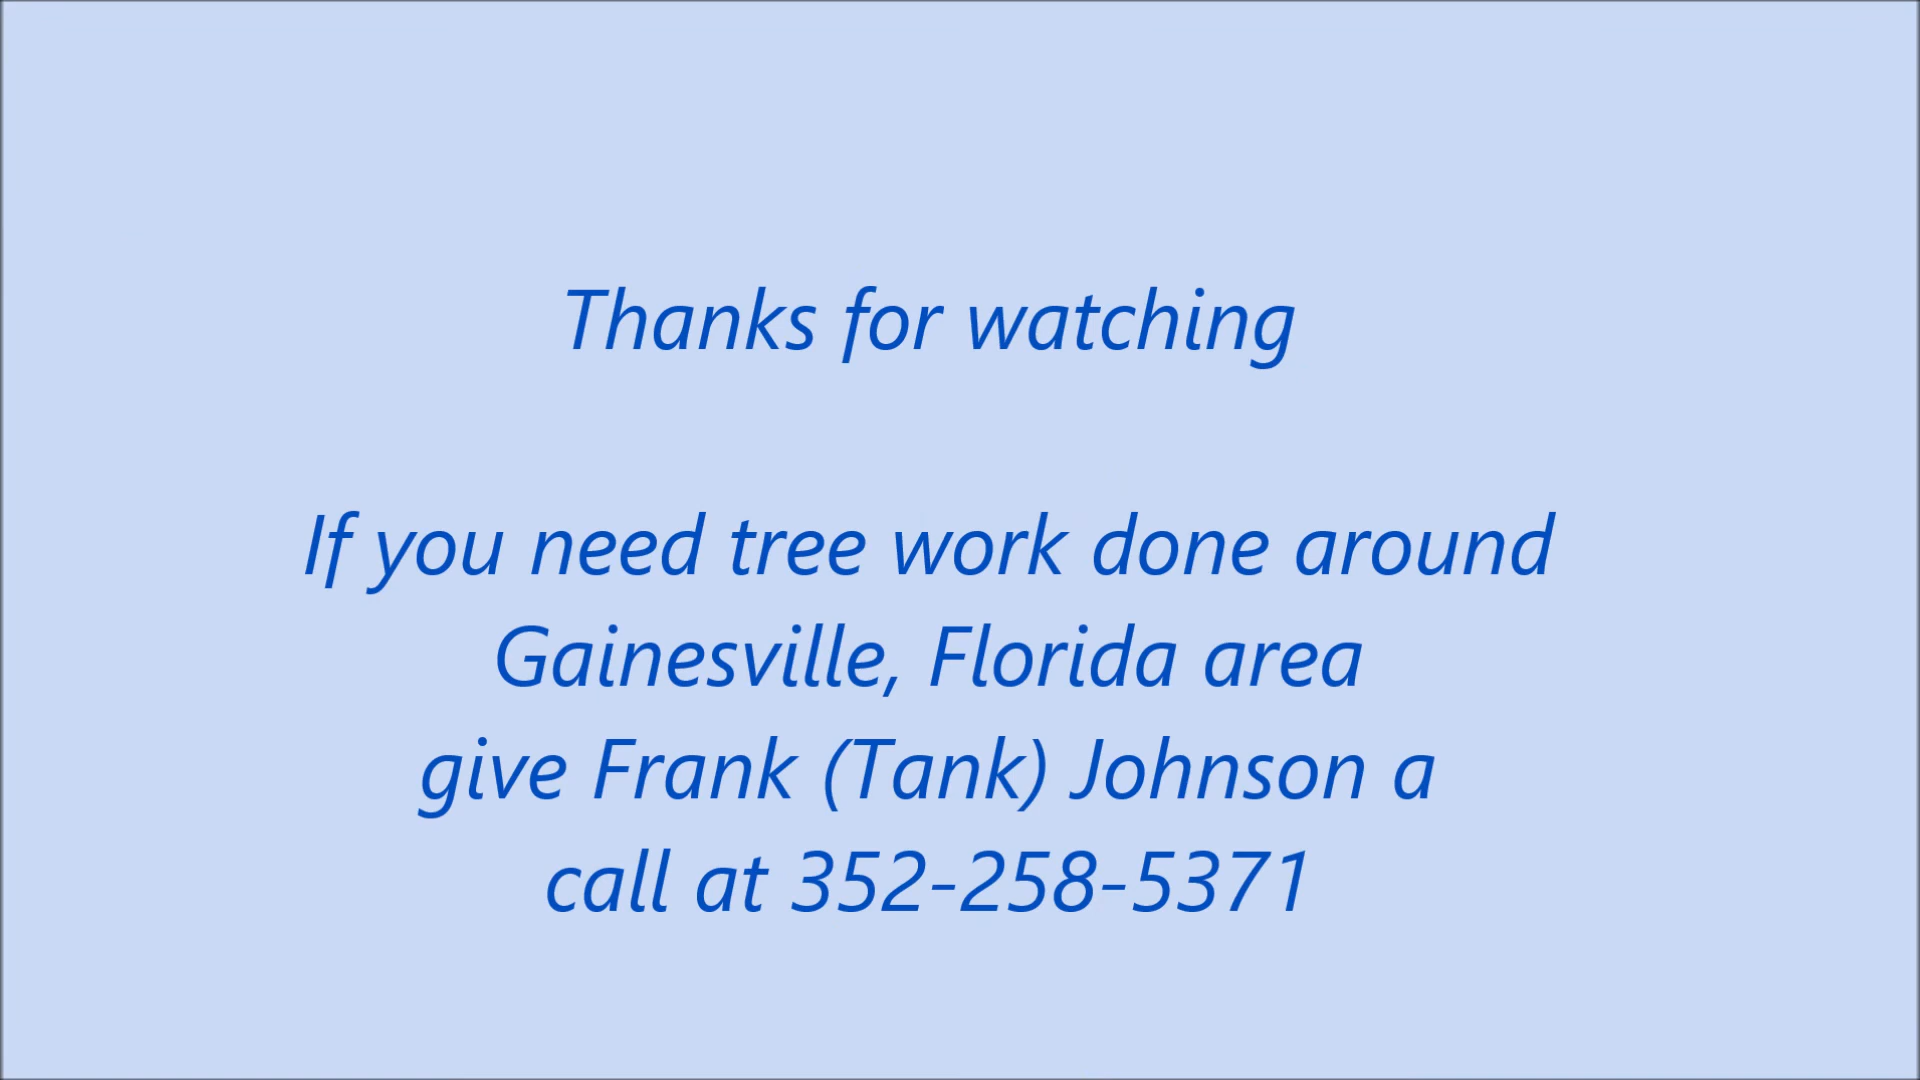 Thanks for watching
If you need tree work done around
Gainesville, Florida area
give Frank (Tank) Johnson a
call at 352-258-5371